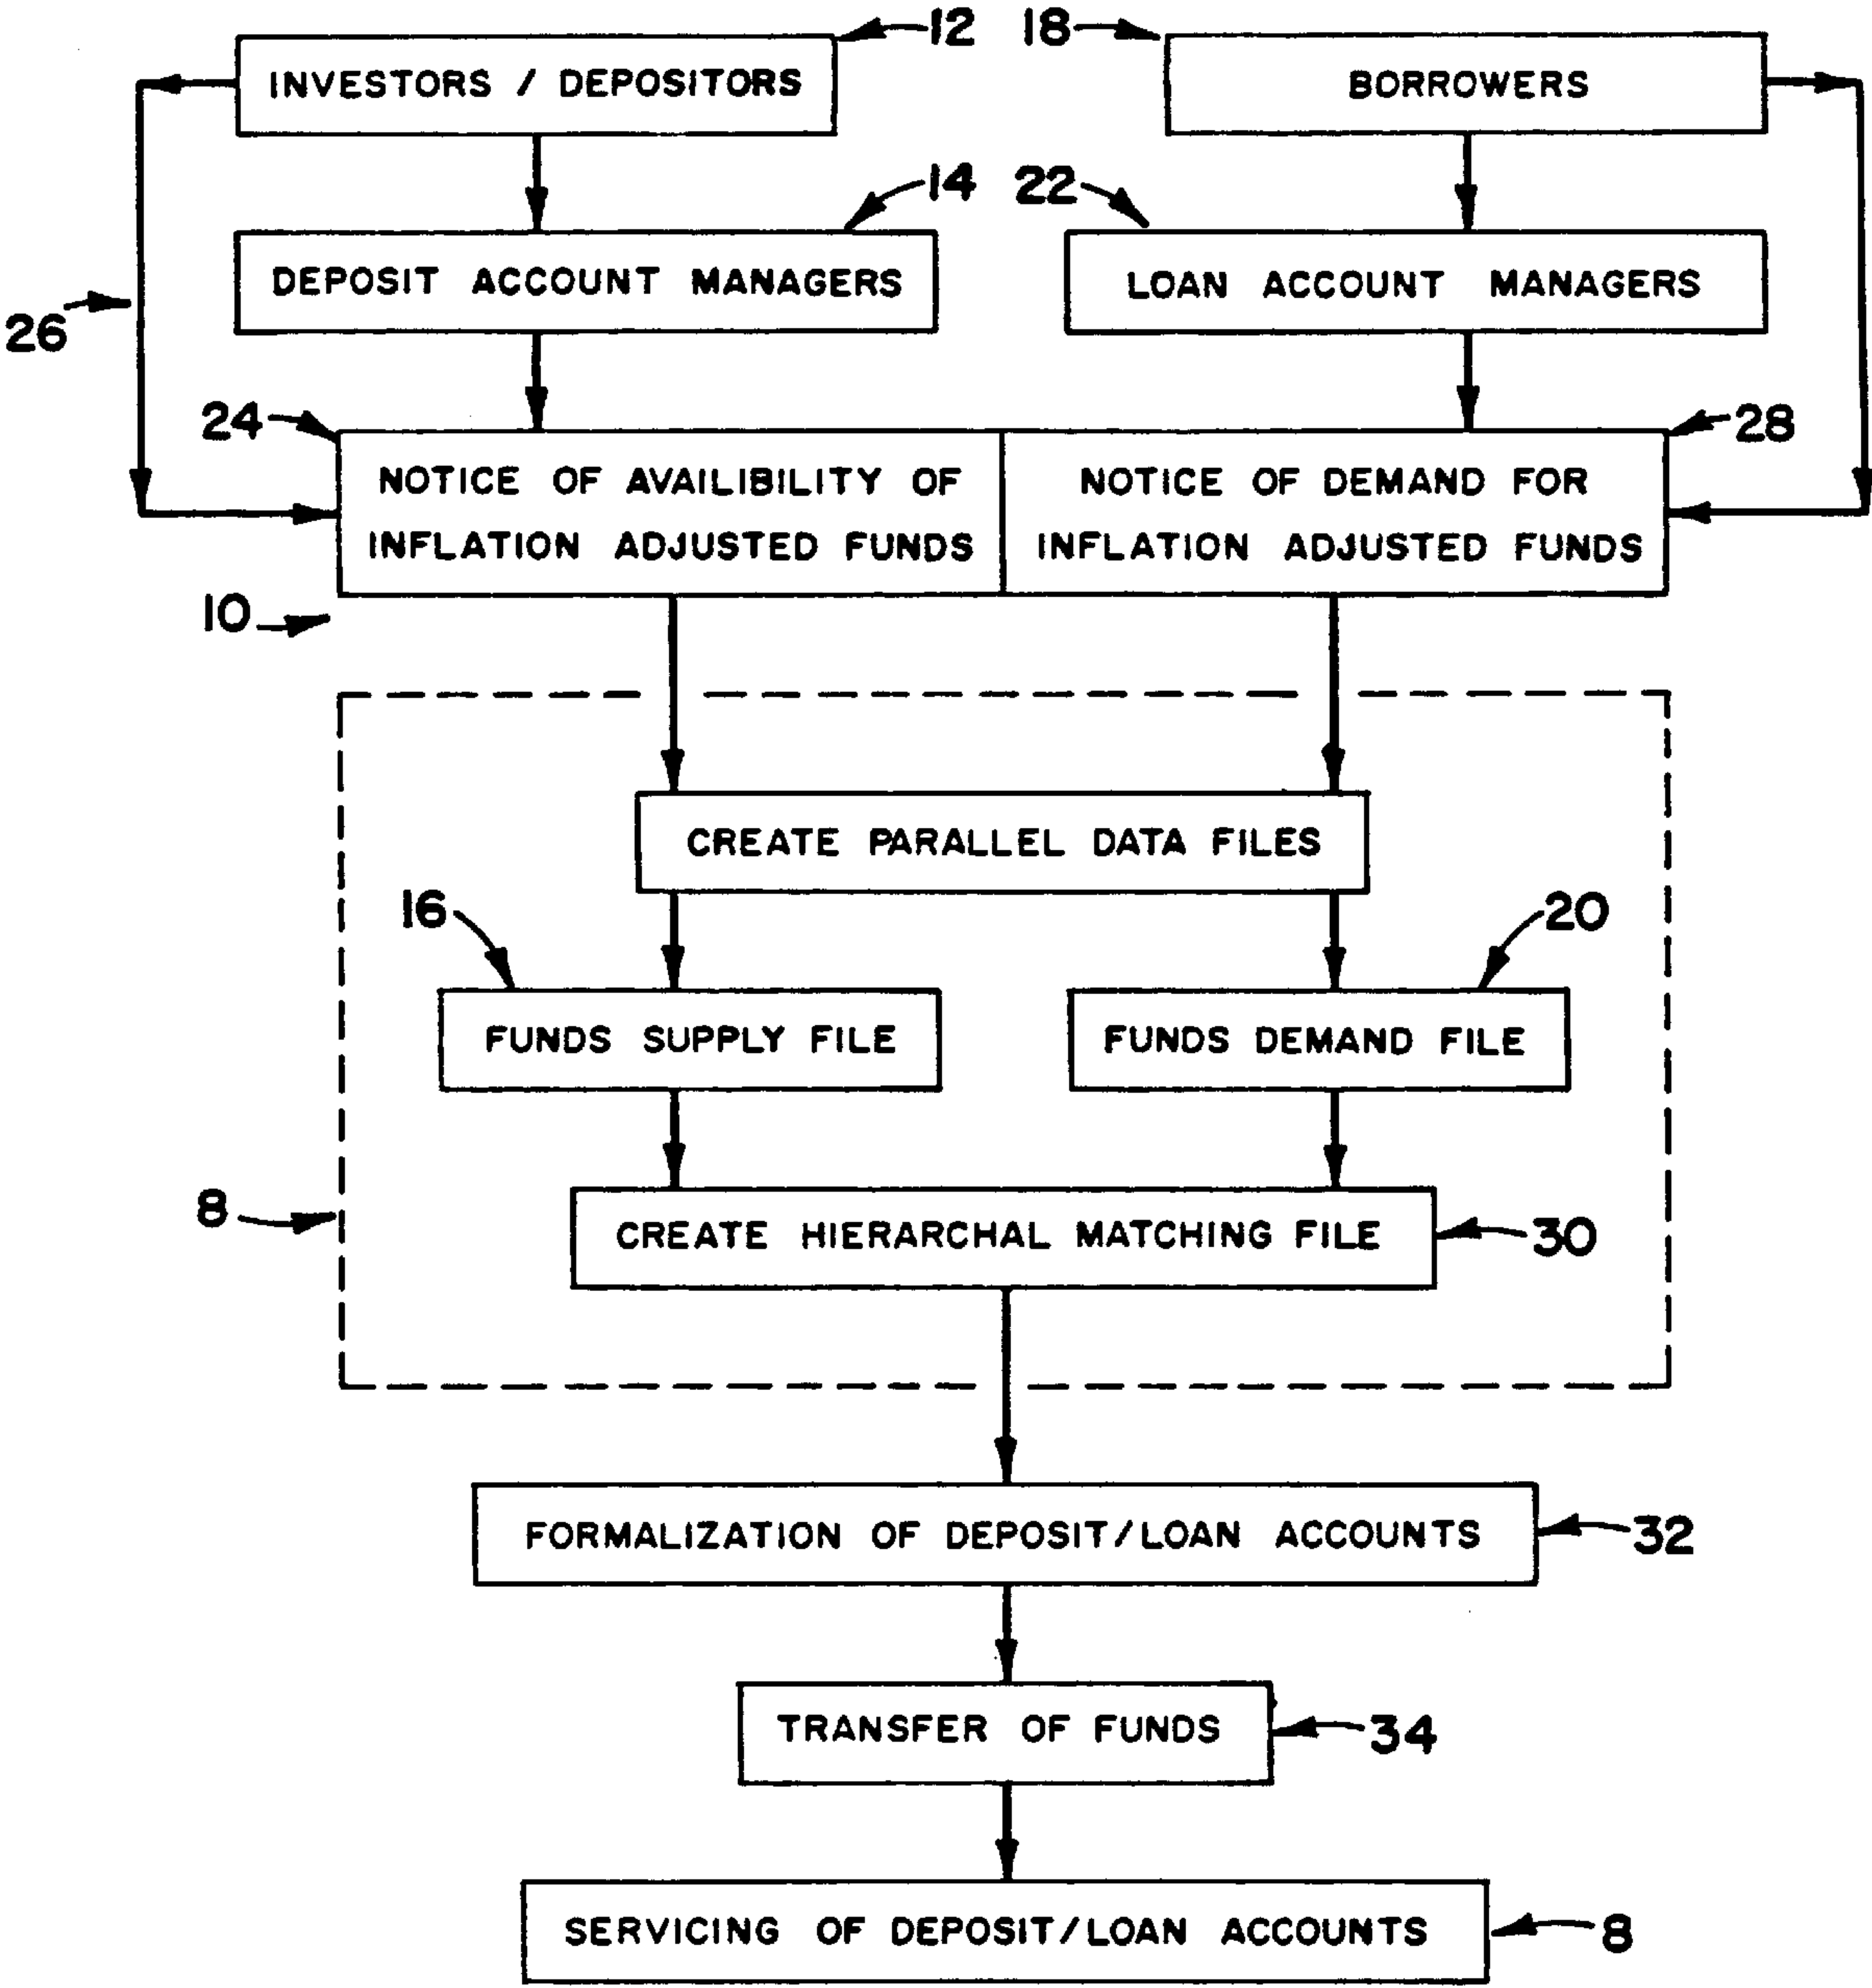 12
18
INVESTORS / DEPOSITORS
BORROWERS
14
22
DEPOSIT ACCOUNT MANAGERS
LOAN ACCOUNT MANAGERS
26
24
28
NOTICE OF AVAILIBILITY OF
INFLATION ADJUSTED FUNDS
NOTICE OF DEMAND FOR
INFLATION ADJUSTED FUNDS
10
CREATE PARALLEL DATA FILES
16
20
FUNDS SUPPLY FILE
FUNDS DEMAND FILE
8
CREATE HIERARCHAL MATCHING FILE
30
FORMALIZATION OF DEPOSIT/LOAN ACCOUNTS
32
TRANSFER OF FUNDS
34
SERVICING OF DEPOSIT/LOAN ACCOUNTS
8